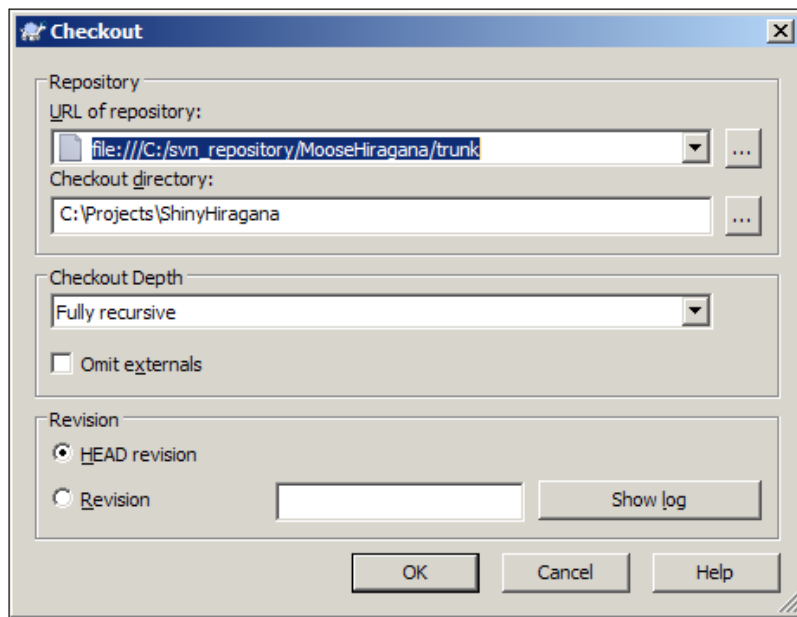 Checkout
Repository
URL of repository:
file:///C:/svn_repository/MooseHiragana/trunk
...
Checkout directory:
C:\Projects\ShinyHiragana
...
Checkout Depth
Fully recursive
Omit externals
Revision
HEAD revision
Revision
Show log
OK Cancel Help